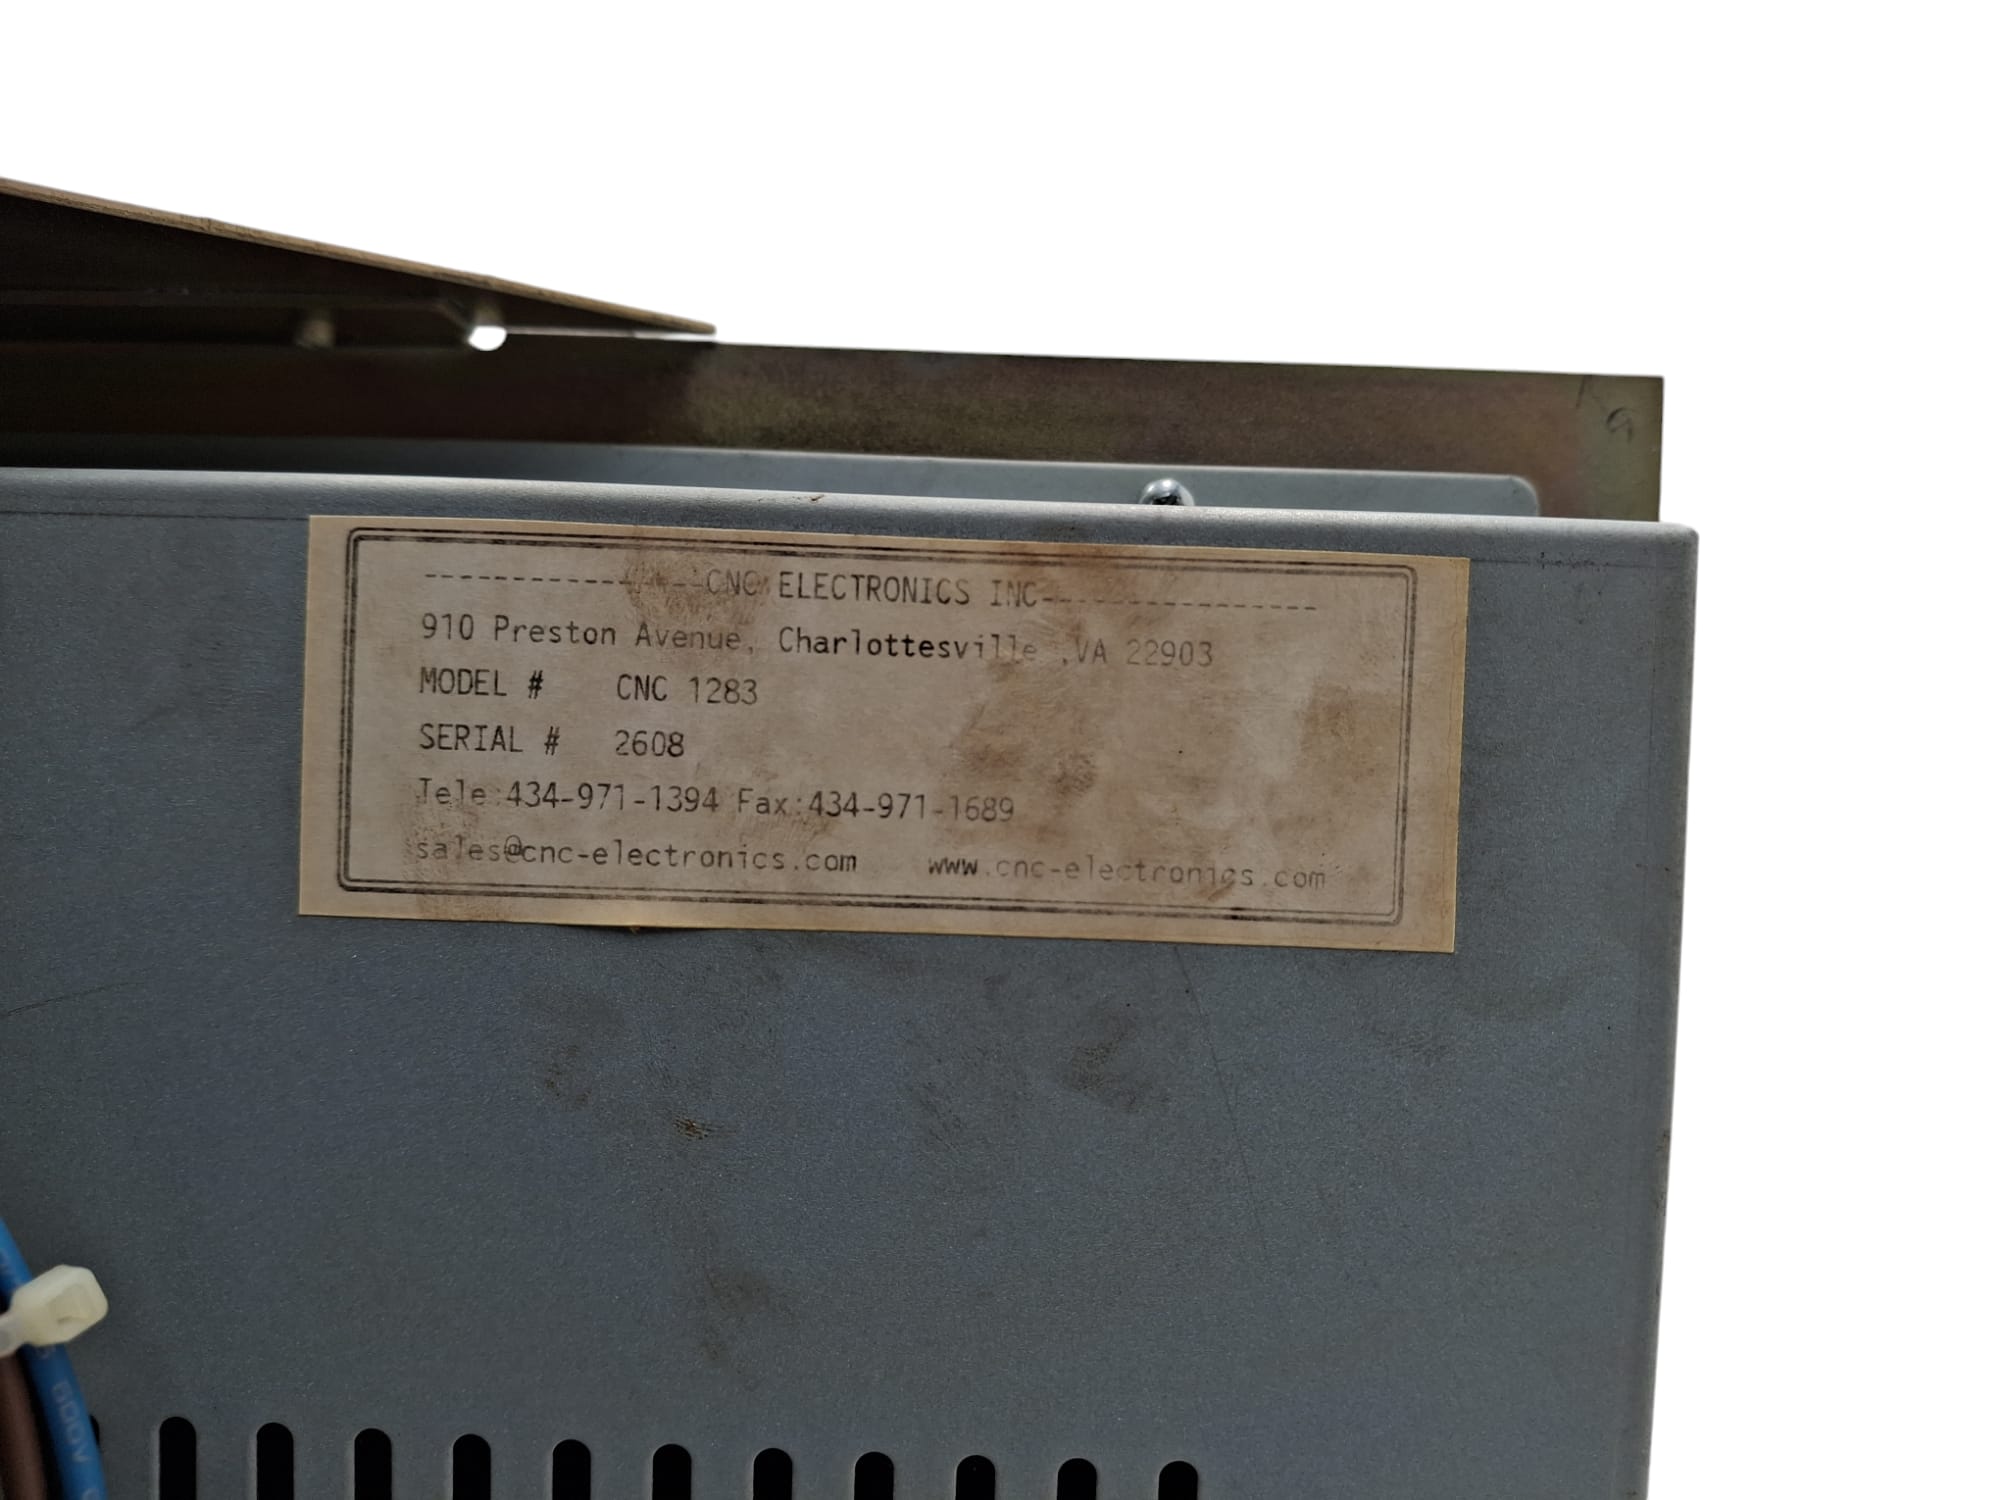 -------------------CNC ELECTRONICS INC--------------------
910 Preston Avenue, Charlottesville ,VA 22903
MODEL # CNC 1283
SERIAL # 2608
Tele:434-971-1394 Fax:434-971-1689
sales@cnc-electronics.com www.cnc-electronics.com
600V